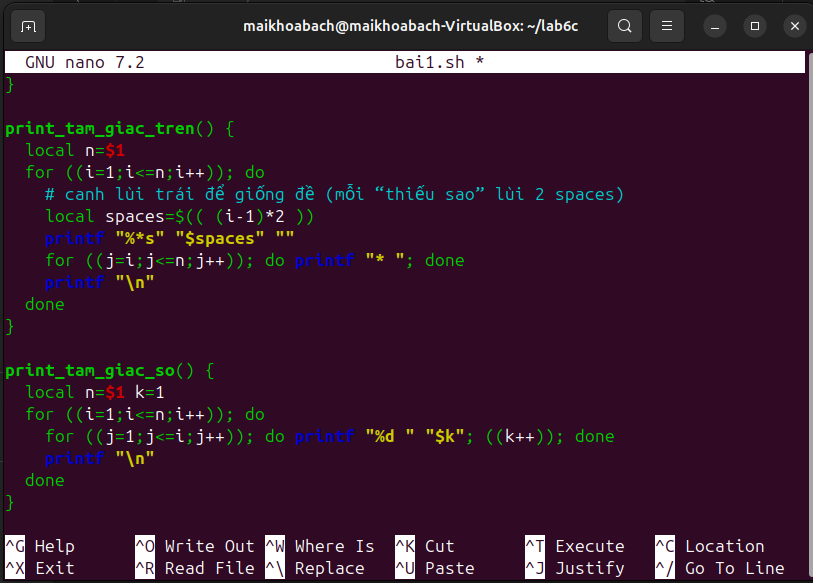 maikhoabach@maikhoabach-VirtualBox: ~/lab6c
GNU nano 7.2 bai1.sh *
}
print_tam_giac_tren() {
  local n=$1
  for ((i=1;i<=n;i++)); do
    # canh lùi trái để giống đề (mỗi “thiếu sao” lùi 2 spaces)
    local spaces=$(( (i-1)*2 ))
    printf "%*s" "$spaces" ""
    for ((j=i;j<=n;j++)); do printf "* "; done
    printf "\n"
  done
}
print_tam_giac_so() {
  local n=$1 k=1
  for ((i=1;i<=n;i++)); do
    for ((j=1;j<=i;j++)); do printf "%d " "$k"; ((k++)); done
    printf "\n"
  done
}
^G Help ^O Write Out ^W Where Is ^K Cut ^T Execute ^C Location
^X Exit ^R Read File ^\ Replace ^U Paste ^J Justify ^/ Go To Line